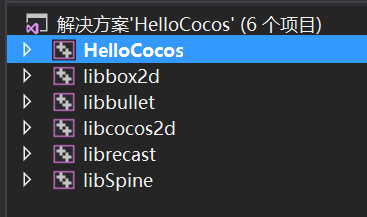 解决方案'HelloCocos' (6 个项目)
HelloCocos
libbox2d
libbullet
libcocos2d
librecast
libSpine